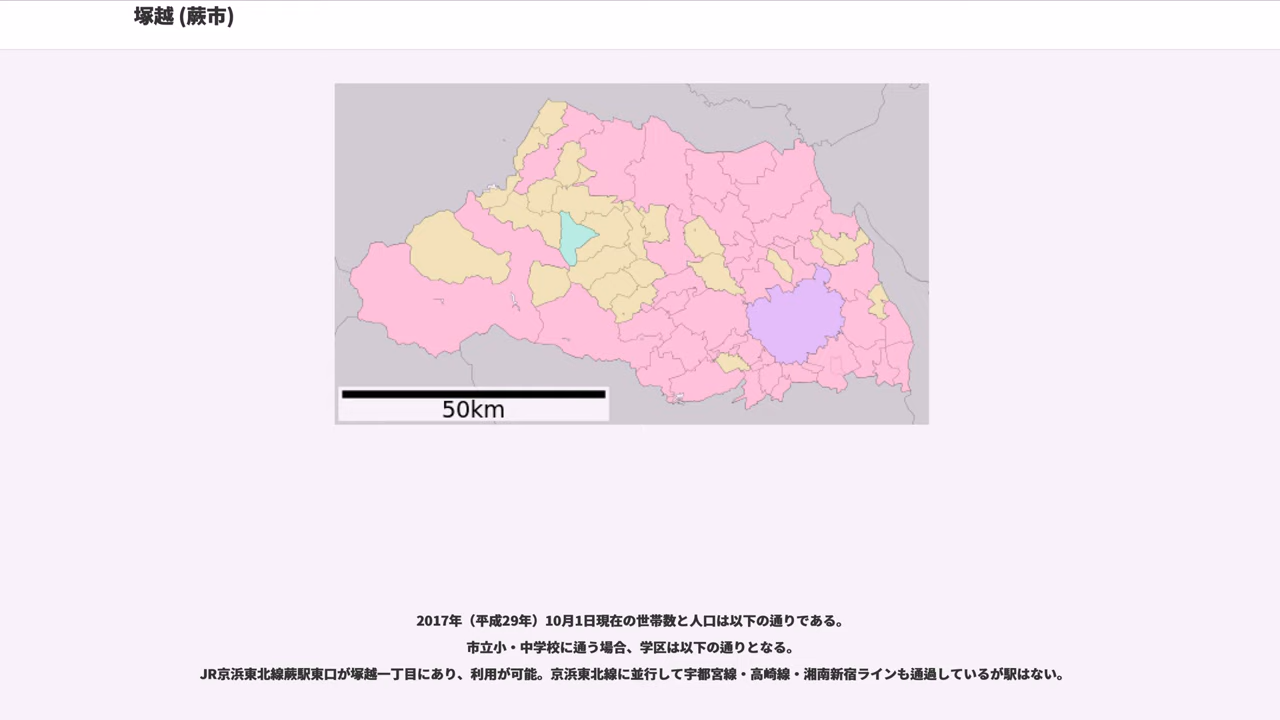 塚越 (蕨市)
50km
2017年（平成29年）10月1日現在の世帯数と人口は以下の通りである。
市立小・中学校に通う場合、学区は以下の通りとなる。
JR京浜東北線蕨駅東口が塚越一丁目にあり、利用が可能。京浜東北線に並行して宇都宮線・高崎線・湘南新宿ラインも通過しているが駅はない。